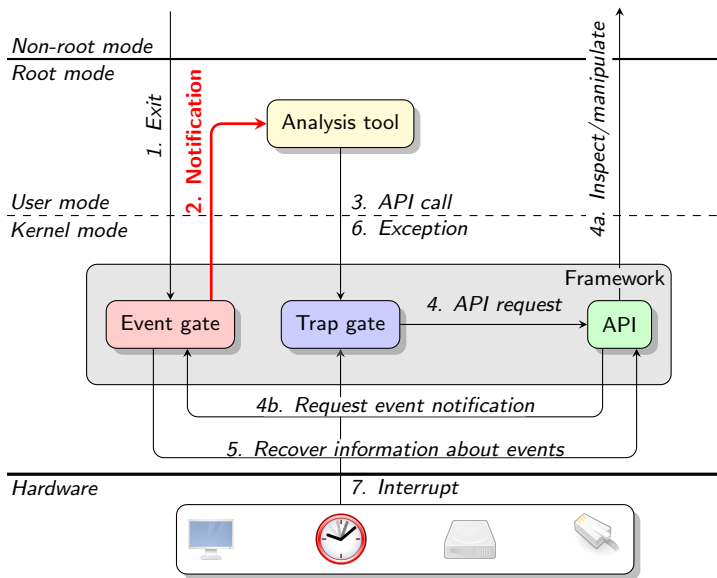 Non-root mode
Root mode
1. Exit
2. Notification
Analysis tool
4a. Inspect/manipulate
User mode
3. API call
Kernel mode
6. Exception
Framework
Event gate
Trap gate
4. API request
API
4b. Request event notification
5. Recover information about events
Hardware
7. Interrupt